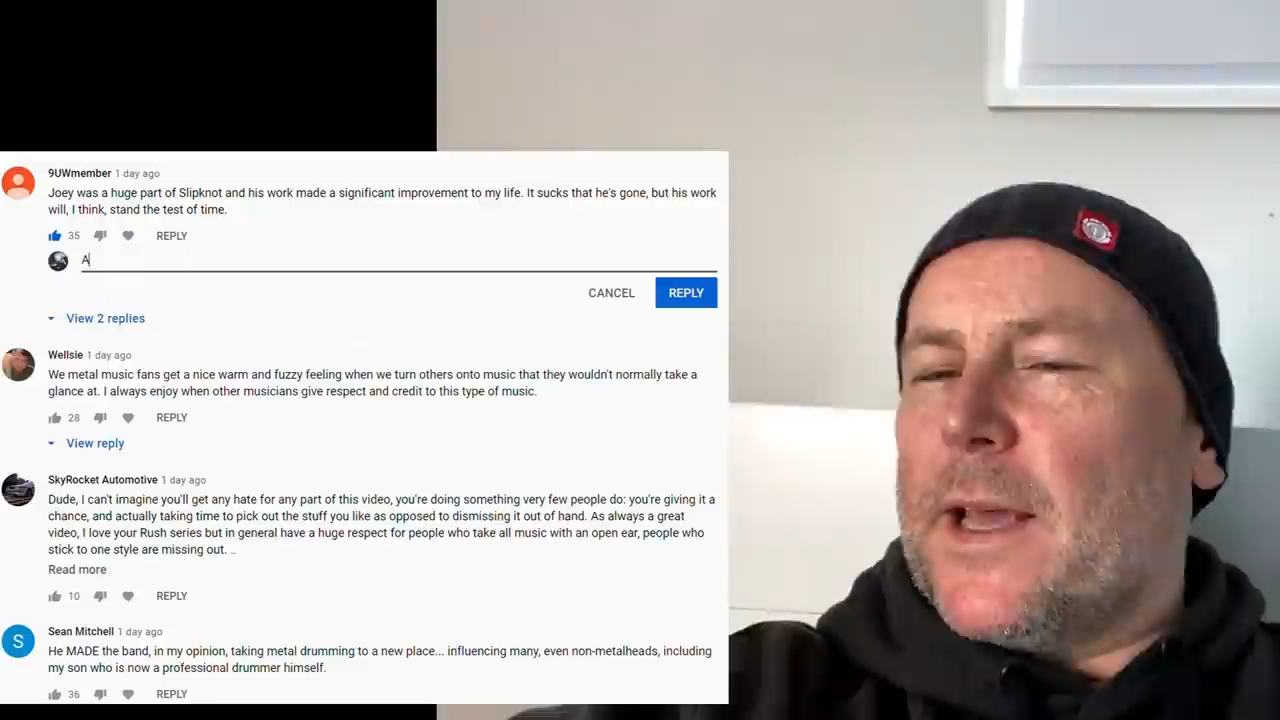 9UWmember 1 day ago
Joey was a huge part of Slipknot and his work made a significant improvement to my life. It sucks that he's gone, but his work
will, I think, stand the test of time.
35 REPLY
A
CANCEL REPLY
View 2 replies
Wellsie 1 day ago
We metal music fans get a nice warm and fuzzy feeling when we turn others onto music that they wouldn't normally take a
glance at. I always enjoy when other musicians give respect and credit to this type of music.
28 REPLY
View reply
SkyRocket Automotive 1 day ago
Dude, I can't imagine you'll get any hate for any part of this video, you're doing something very few people do: you're giving it a
chance, and actually taking time to pick out the stuff you like as opposed to dismissing it out of hand. As always a great
video, I love your Rush series but in general have a huge respect for people who take all music with an open ear, people who
stick to one style are missing out. ...
Read more
10 REPLY
S
Sean Mitchell 1 day ago
He MADE the band, in my opinion, taking metal drumming to a new place... influencing many, even non-metalheads, including
my son who is now a professional drummer himself.
36 REPLY